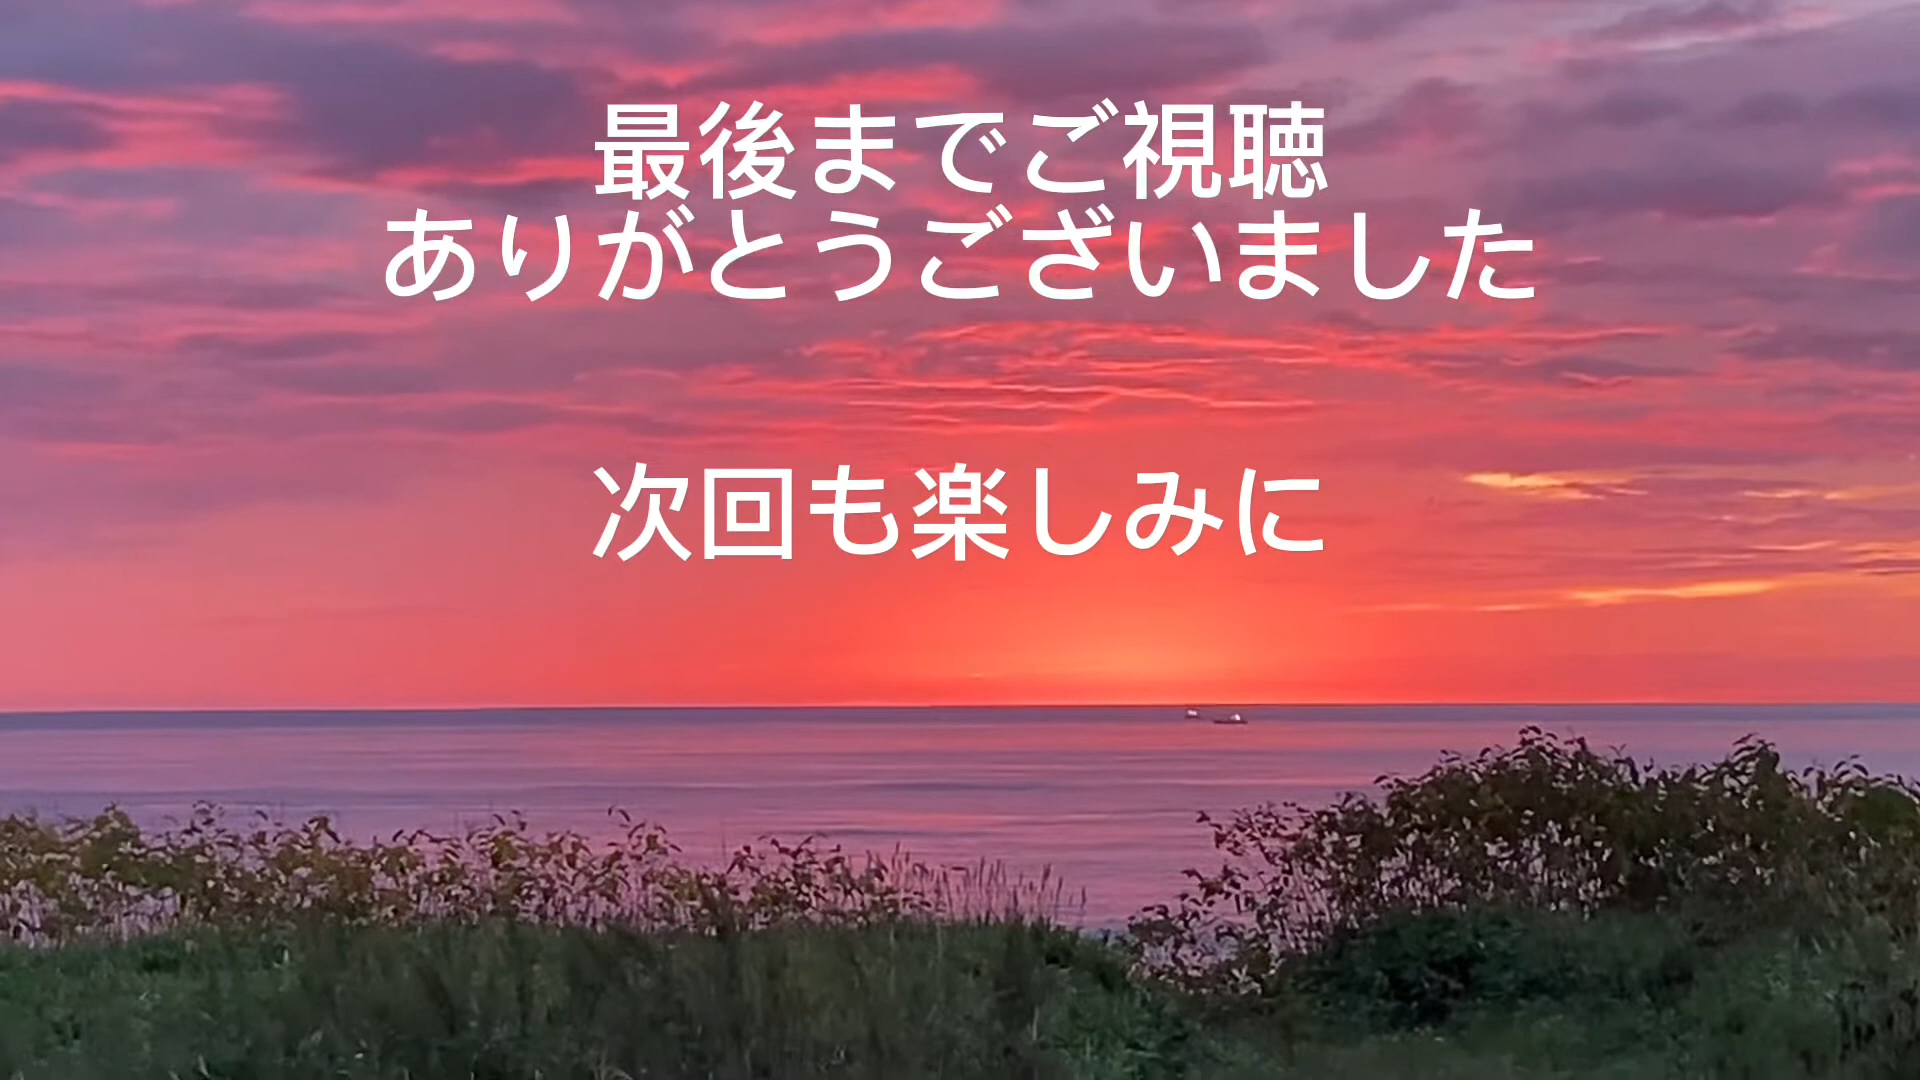 最後までご視聴
ありがとうございました
次回も楽しみに